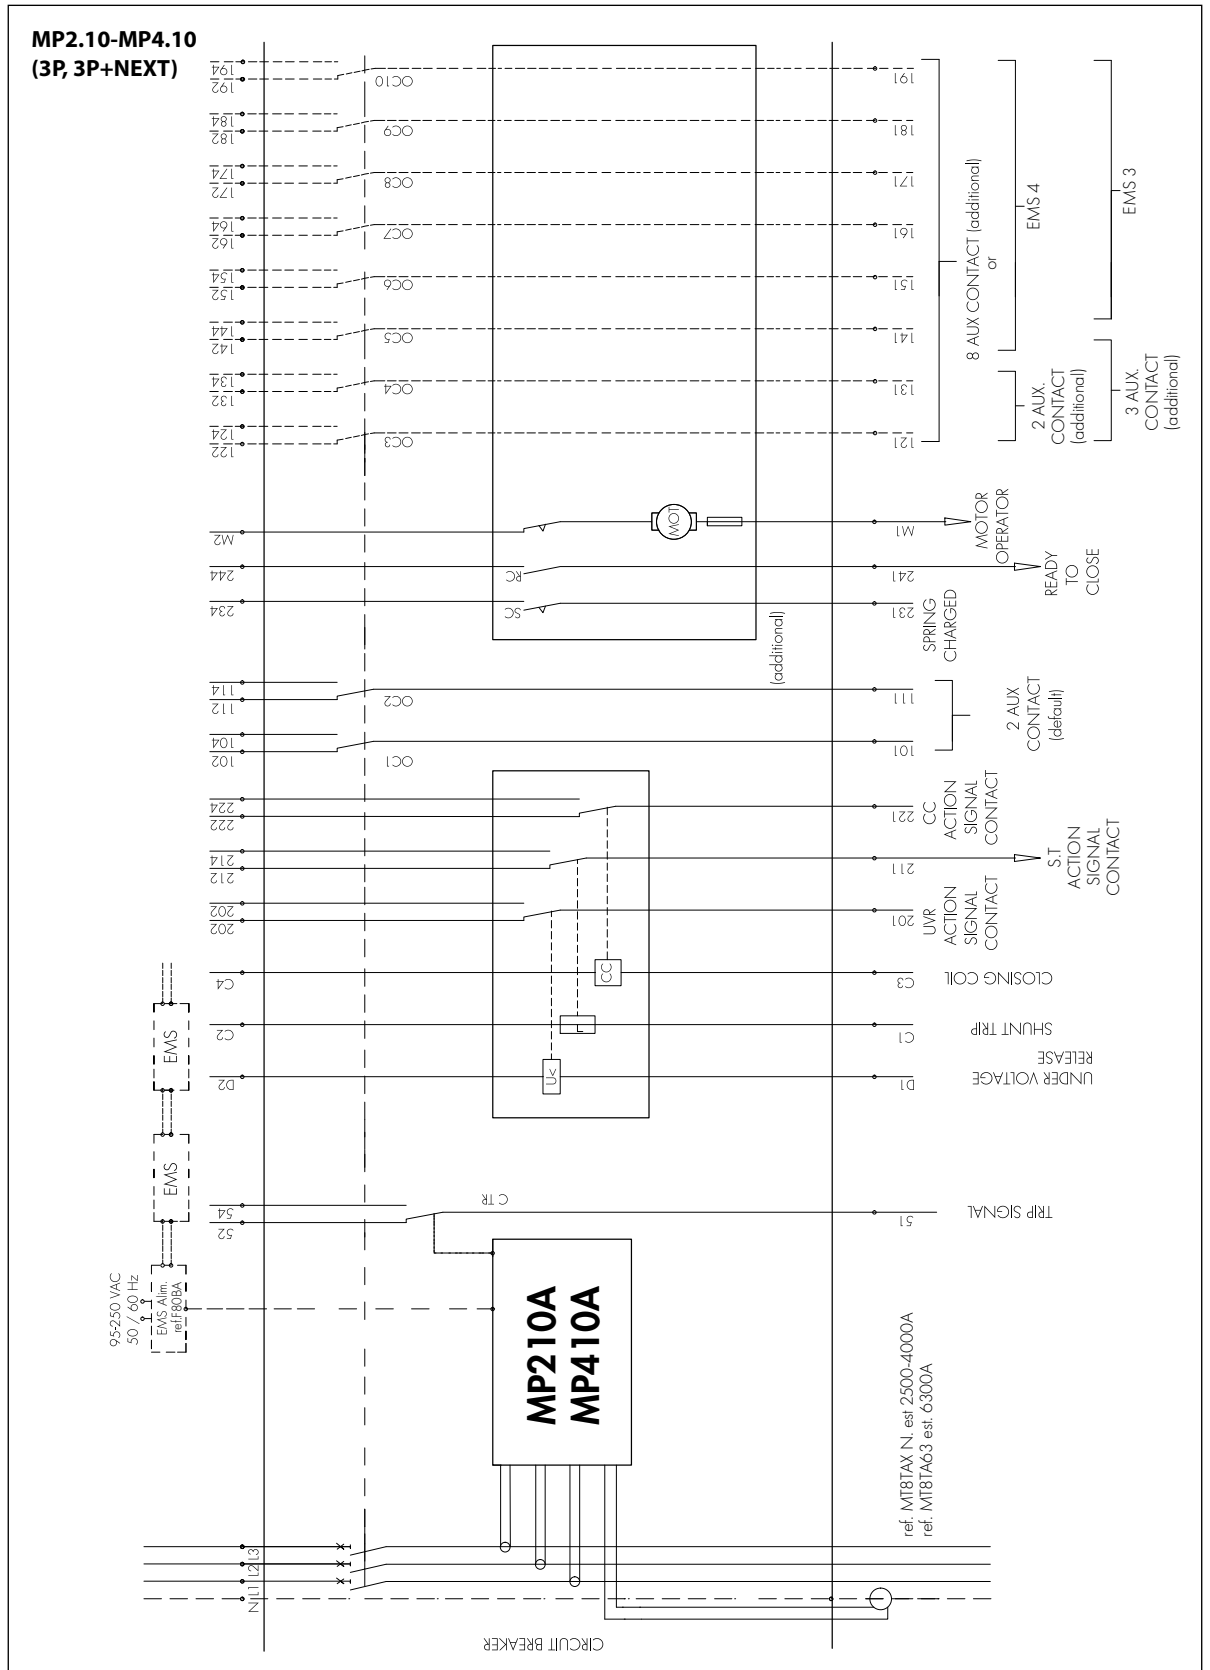 MP2.10-MP4.10
(3P, 3P+NEXT)
194
192
OC10
191
184
182
OC9
181
174
172
OC8
171
164
162
OC7
161
154
152
OC6
151
144
142
OC5
141
134
132
OC4
131
124
122
OC3
121
8 AUX CONTACT (additional)
or
EMS 4
EMS 3
2 AUX.
CONTACT
(additional)
3 AUX.
CONTACT
(additional)
M2
MOT
M1
MOTOR
OPERATOR
244
RC
241
READY
TO
CLOSE
234
SC
231
SPRING
CHARGED
(additional)
114
112
OC2
111
104
102
OC1
101
2 AUX
CONTACT
(default)
224
222
221
CC
ACTION
SIGNAL
CONTACT
214
212
211
S.T
ACTION
SIGNAL
CONTACT
202
202
201
UVR
ACTION
SIGNAL
CONTACT
C4
CC
C3
CLOSING COIL
C2
C1
SHUNT TRIP
D2
U<
D1
UNDER VOLTAGE
RELEASE
EMS
EMS
54
52
C TR
51
TRIP SIGNAL
95-250 VAC
50 / 60 Hz
EMS Alim.
ref.F80BA
MP210A
MP410A
ref. MT8TAX N. est 2500-4000A
ref. MT8TA63 est. 6300A
L3
L2
L1
N
CIRCUIT BREAKER